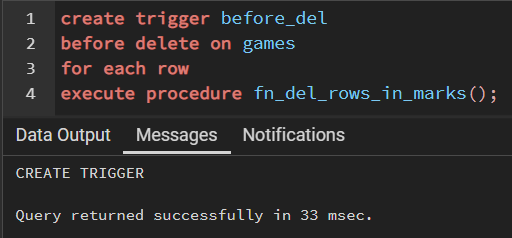 1 create trigger before_del
2 before delete on games
3 for each row
4 execute procedure fn_del_rows_in_marks();
Data Output Messages Notifications
CREATE TRIGGER
Query returned successfully in 33 msec.